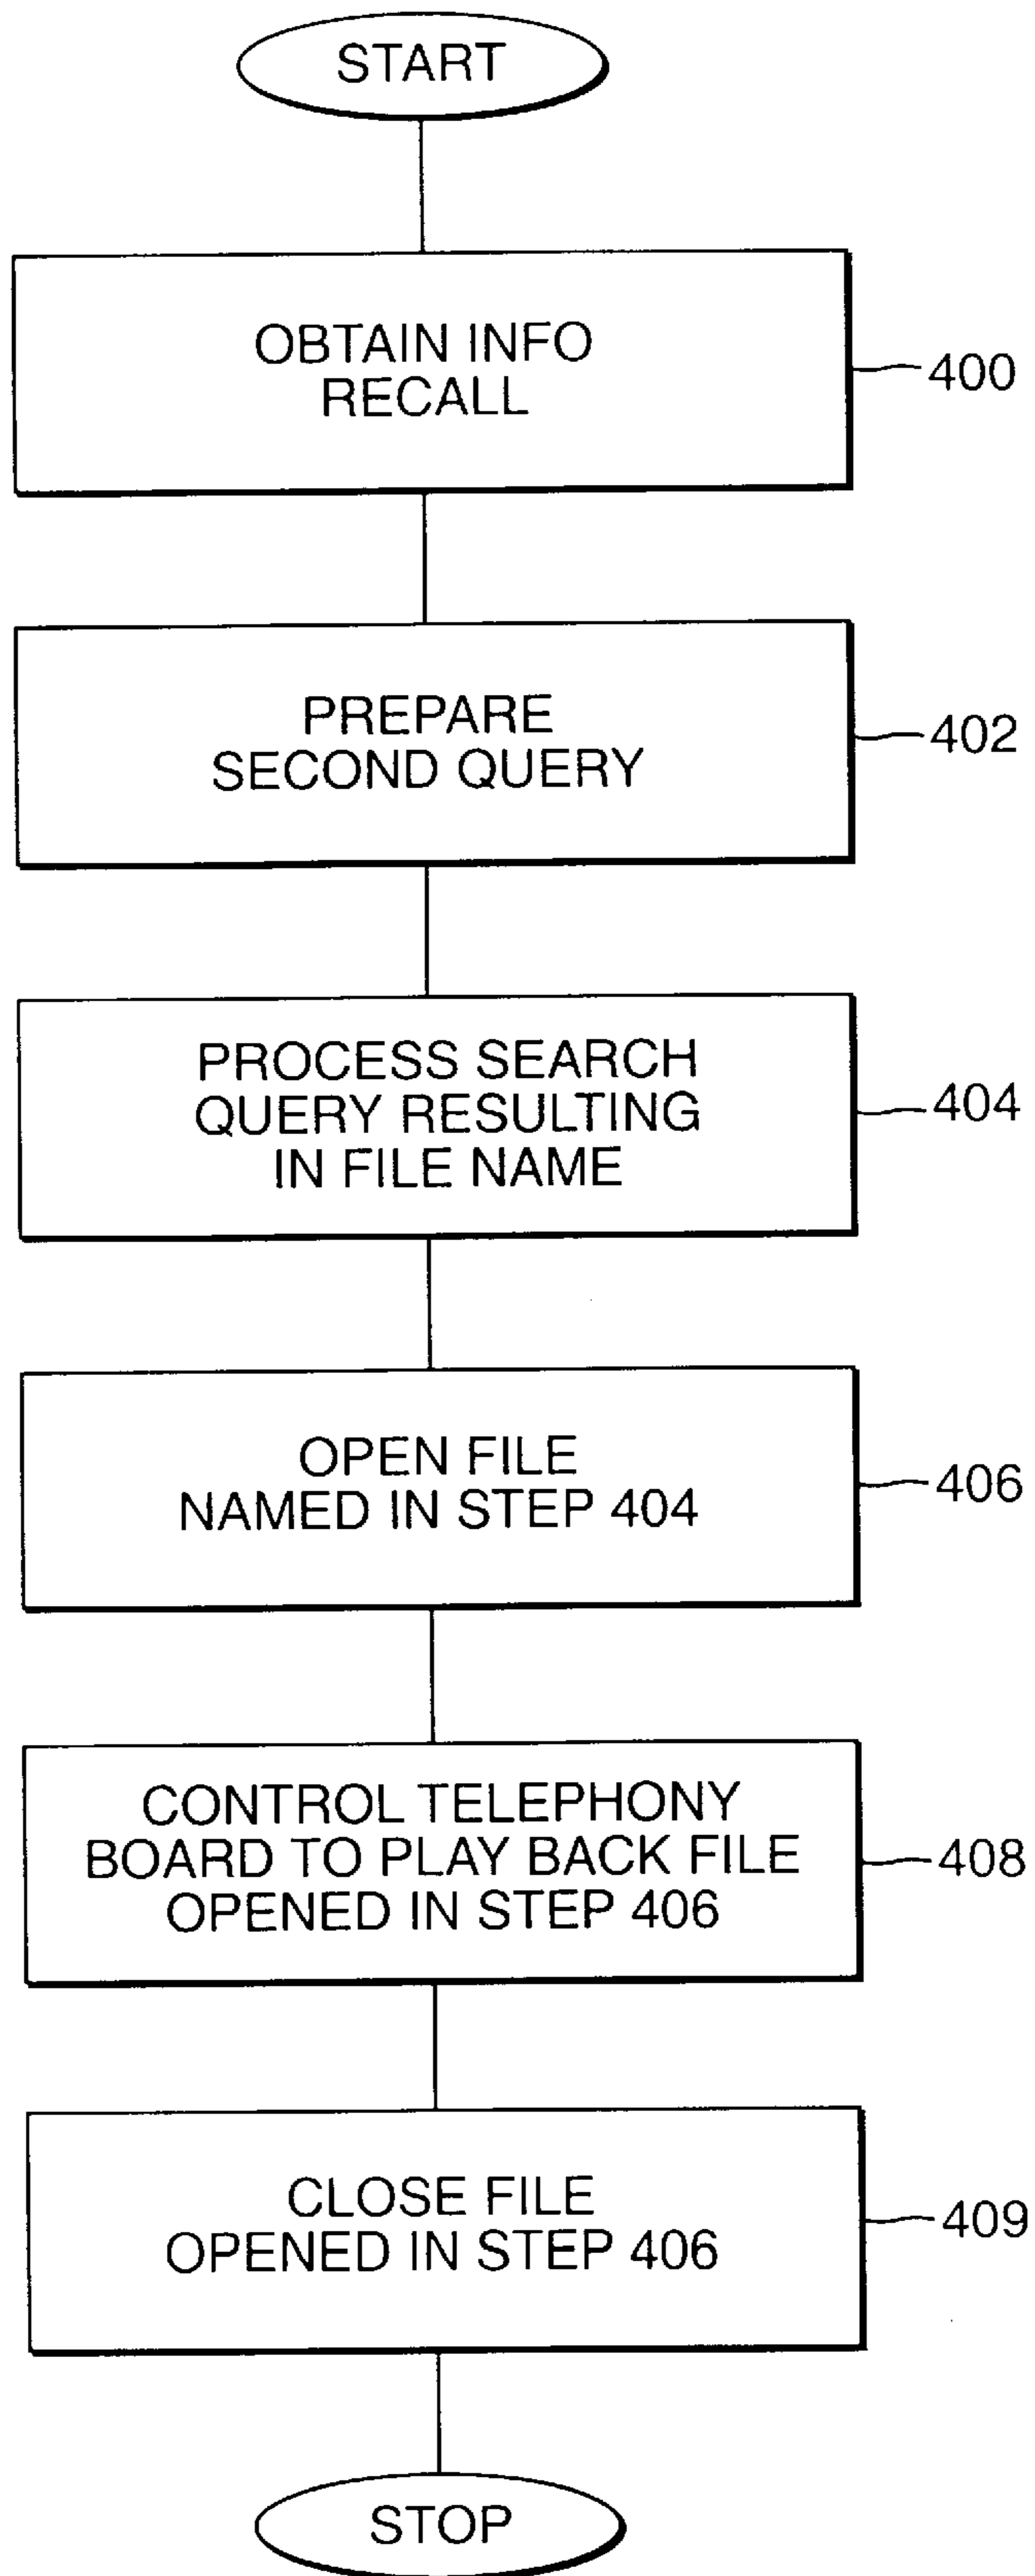 START
OBTAIN INFO
RECALL
400
PREPARE
SECOND QUERY
402
PROCESS SEARCH
QUERY RESULTING
IN FILE NAME
404
OPEN FILE
NAMED IN STEP 404
406
CONTROL TELEPHONY
BOARD TO PLAY BACK FILE
OPENED IN STEP 406
408
CLOSE FILE
OPENED IN STEP 406
409
STOP